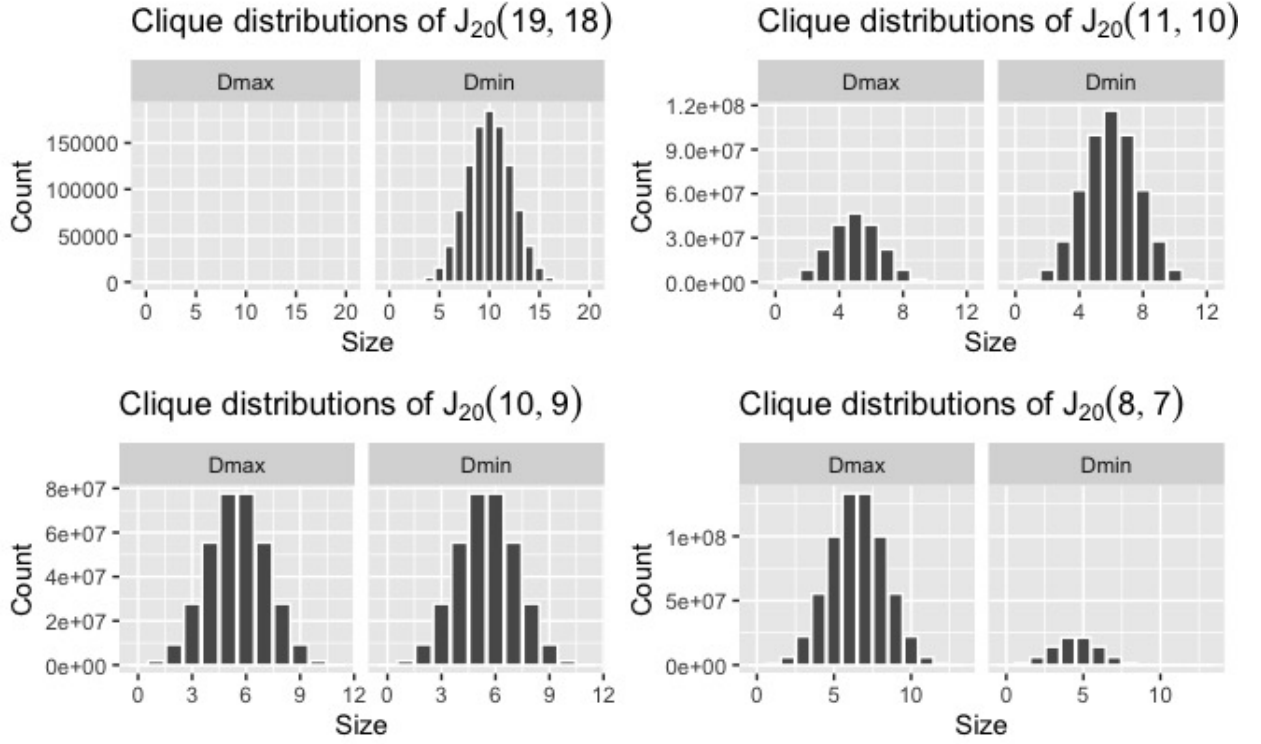 Clique distributions of J₂₀(19, 18)
Dmax
Dmin
Count
150000
100000
50000
0
0 5 10 15 20
0 5 10 15 20
Size
Clique distributions of J₂₀(11, 10)
Dmax
Dmin
Count
1.2e+08
9.0e+07
6.0e+07
3.0e+07
0.0e+00
0 4 8 12
0 4 8 12
Size
Clique distributions of J₂₀(10, 9)
Dmax
Dmin
Count
8e+07
6e+07
4e+07
2e+07
0e+00
0 3 6 9 12
0 3 6 9 12
Size
Clique distributions of J₂₀(8, 7)
Dmax
Dmin
Count
1e+08
5e+07
0e+00
0 5 10
0 5 10
Size